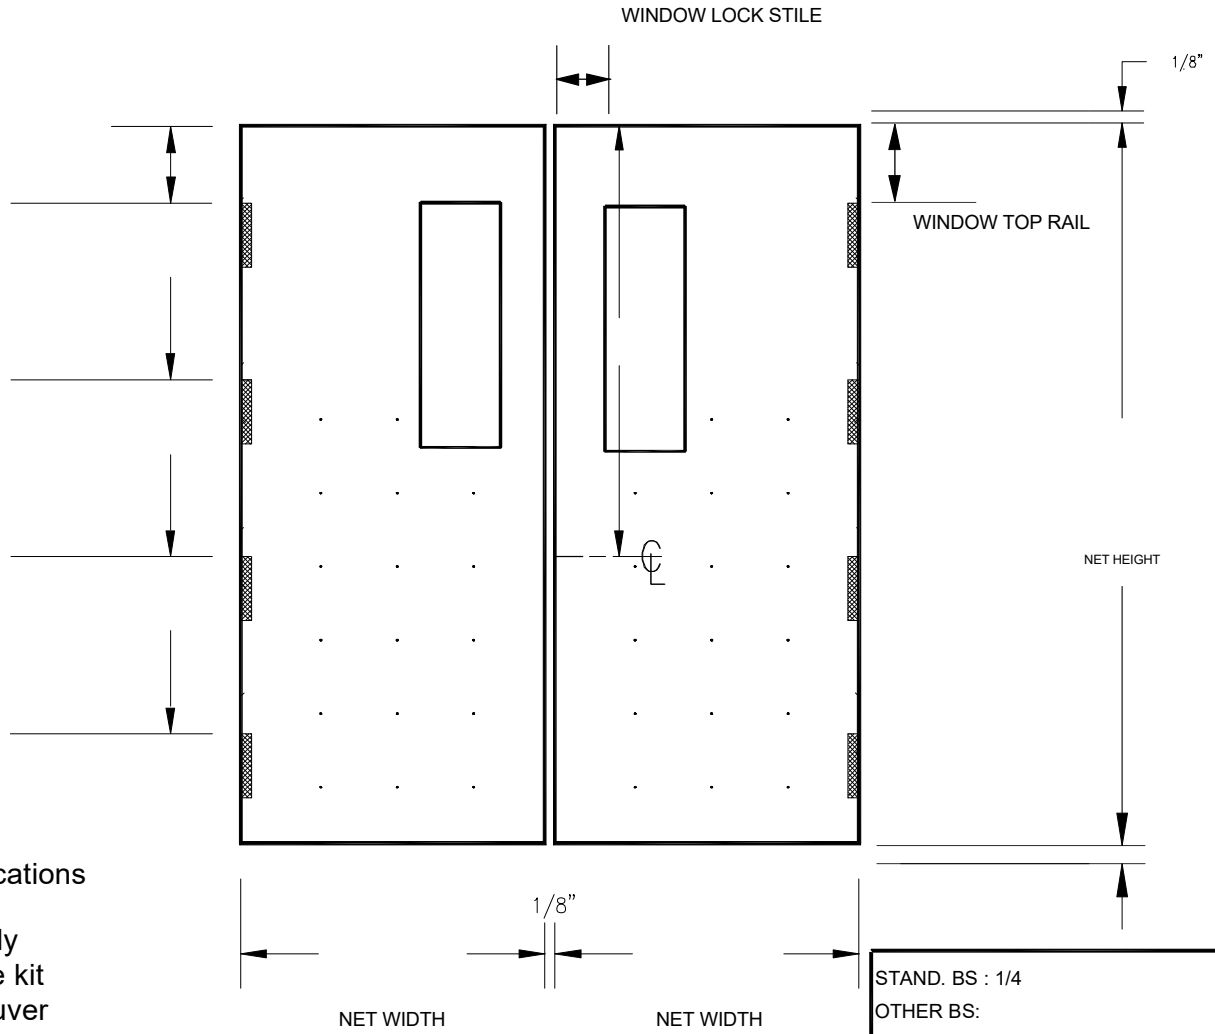 WINDOW LOCK STILE
1/8"
WINDOW TOP RAIL
℄
NET HEIGHT
1/8"
kit
NET WIDTH
NET WIDTH
STAND. BS : 1/4
OTHER BS: